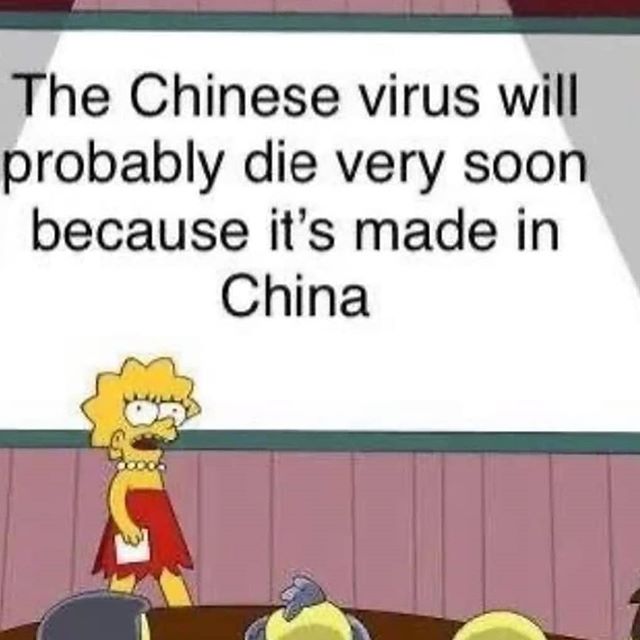 The Chinese virus will
probably die very soon
because it's made in
China